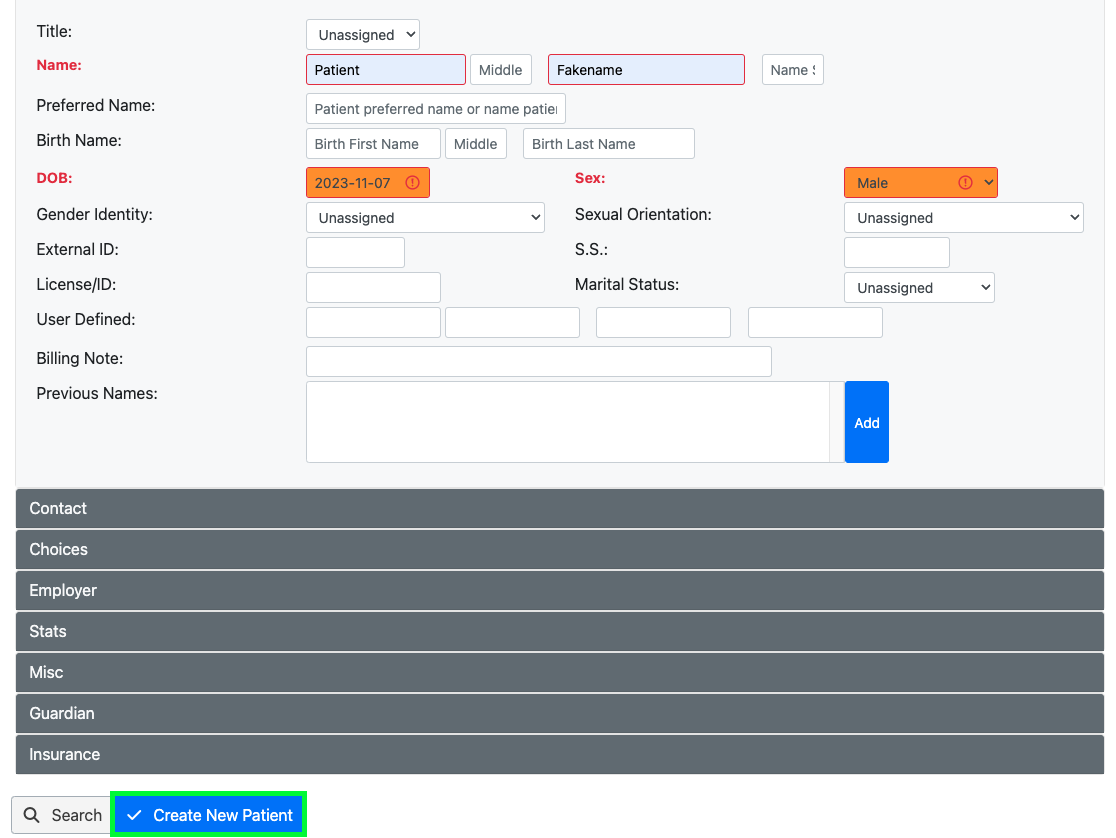 Title: Unassigned
Name: Patient Middle Fakename Name S
Preferred Name: Patient preferred name or name patien
Birth Name: Birth First Name Middle Birth Last Name
DOB: 2023-11-07 Sex: Male
Gender Identity: Unassigned Sexual Orientation: Unassigned
External ID: S.S.:
License/ID: Marital Status: Unassigned
User Defined:
Billing Note:
Previous Names:
Add
Contact
Choices
Employer
Stats
Misc
Guardian
Insurance
Search Create New Patient